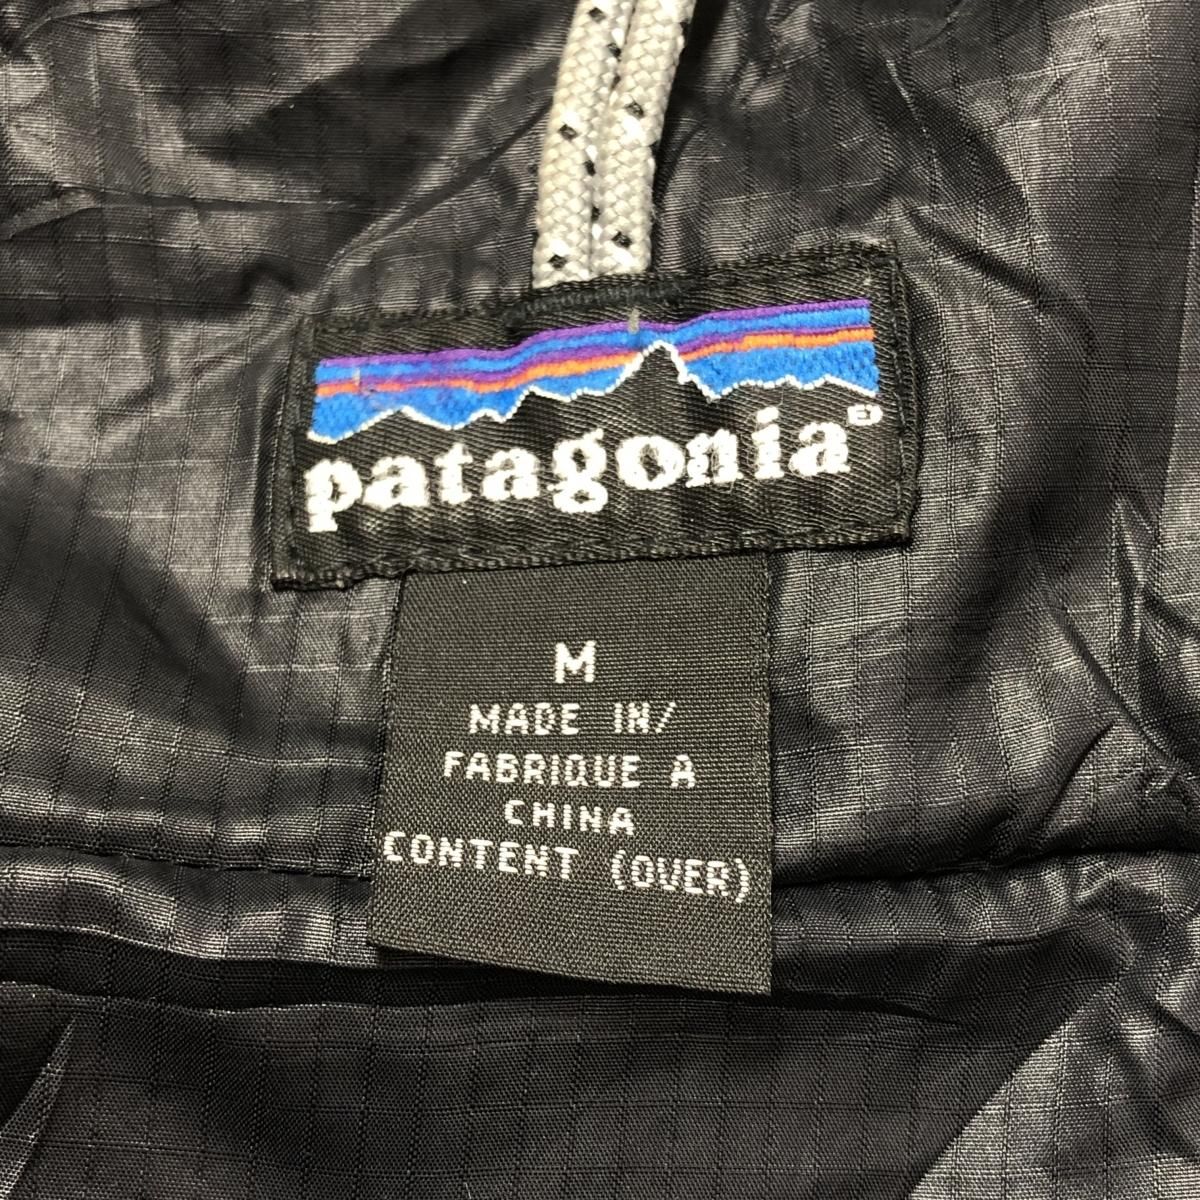 patagonia®
M
MADE IN/
FABRIQUE A
CHINA
CONTENT (OVER)